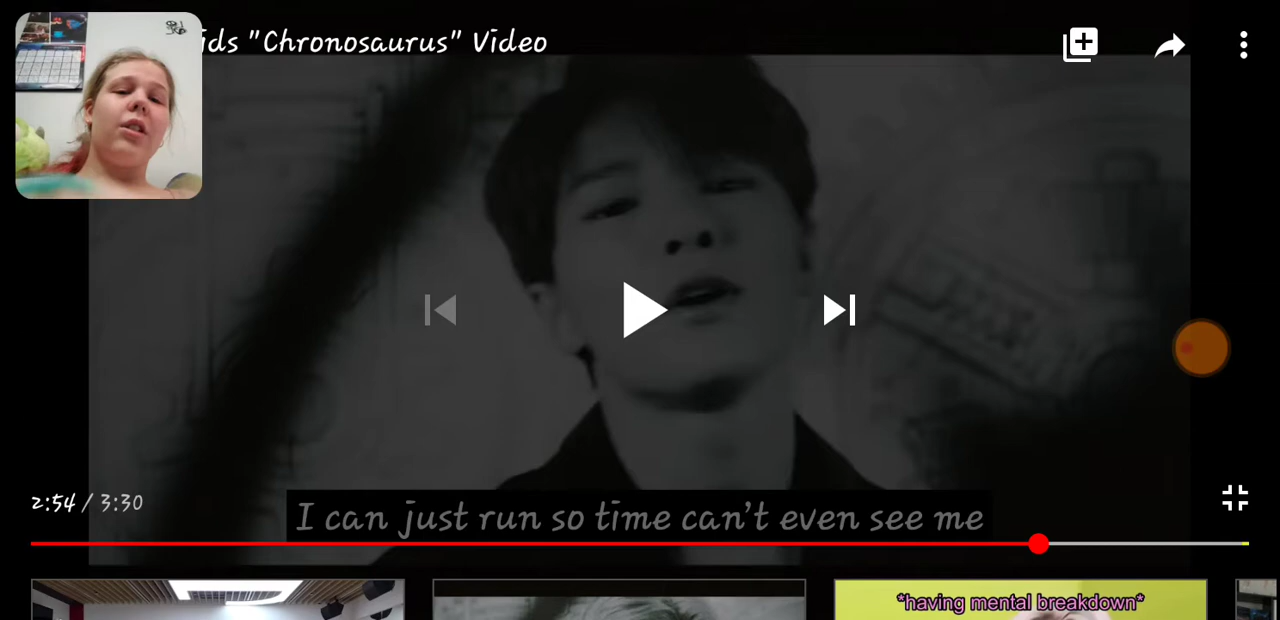 ids "Chronosaurus" Video
2:54 / 3:30
I can just run so time can't even see me
*having mental breakdown*